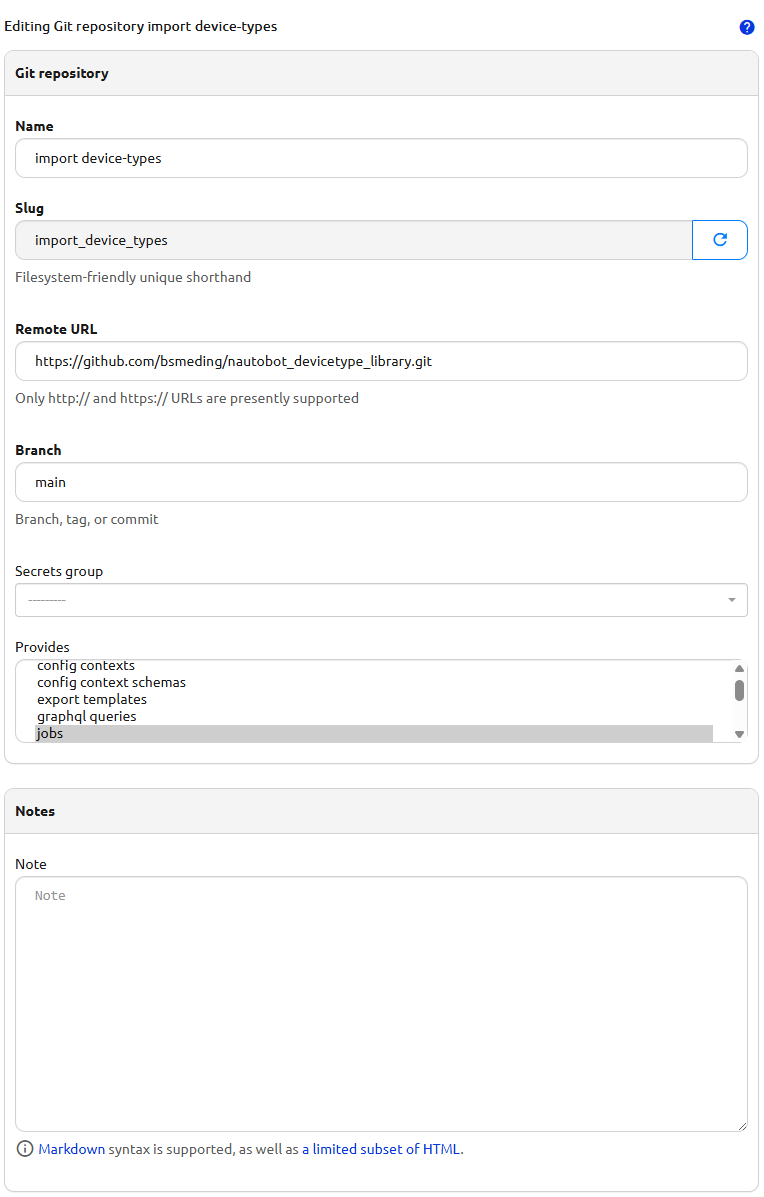 Editing Git repository import device-types
Git repository
Name
import device-types
Slug
import_device_types
Filesystem-friendly unique shorthand
Remote URL
https://github.com/bsmeding/nautobot_devicetype_library.git
Only http:// and https:// URLs are presently supported
Branch
main
Branch, tag, or commit
Secrets group
---------
Provides
config contexts
config context schemas
export templates
graphql queries
jobs
Notes
Note
Note
Markdown syntax is supported, as well as a limited subset of HTML.